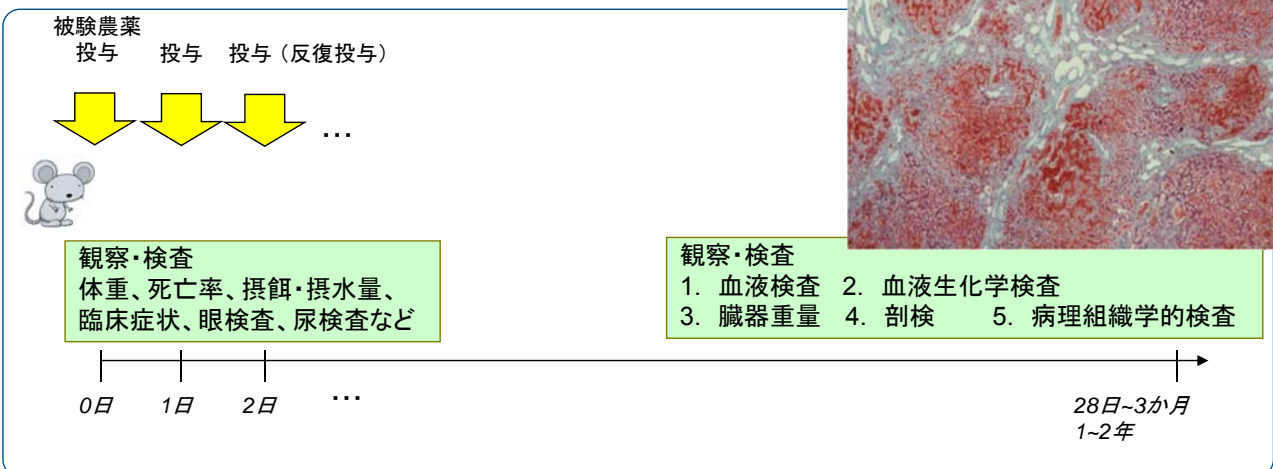 被験農薬
投与 投与 投与（反復投与）
…
観察・検査
体重、死亡率、摂餌・摂水量、
臨床症状、眼検査、尿検査など
観察・検査
1. 血液検査 2. 血液生化学検査
3. 臓器重量 4. 剖検 5. 病理組織学的検査
0日 1日 2日 … 28日~3か月
1~2年